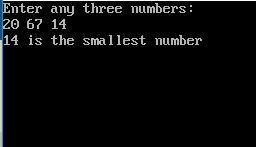 Enter any three numbers:
20 67 14
14 is the smallest number